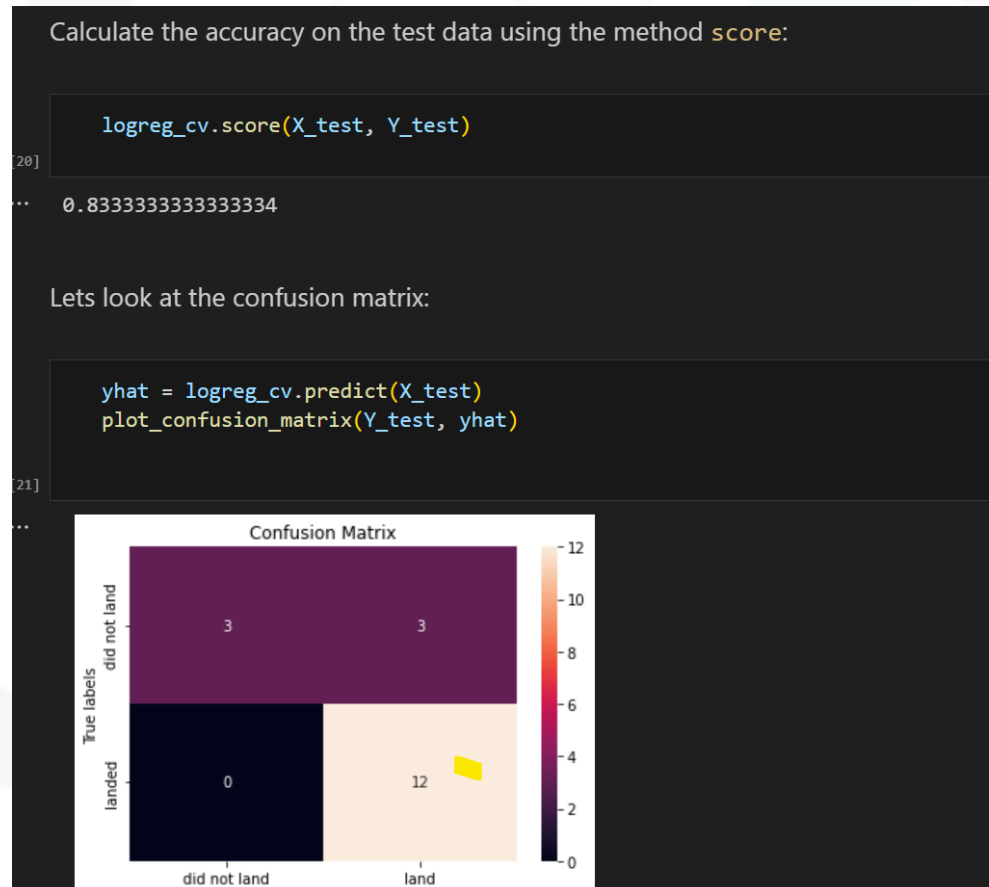 Calculate the accuracy on the test data using the method score:
logreg_cv.score(X_test, Y_test)
[20]
... 0.8333333333333334
Lets look at the confusion matrix:
yhat = logreg_cv.predict(X_test)
plot_confusion_matrix(Y_test, yhat)
[21]
...
Confusion Matrix
True labels
did not land
landed
3 3
0 12
did not land land
12
10
8
6
4
2
0